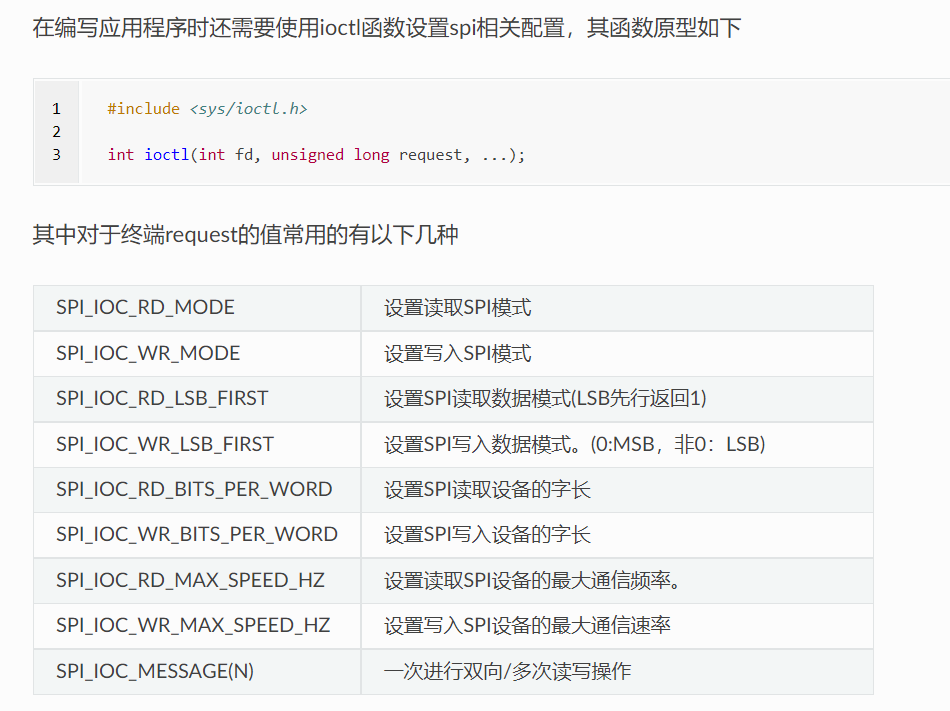 在编写应用程序时还需要使用ioctl函数设置spi相关配置，其函数原型如下
1 #include <sys/ioctl.h>
2
3 int ioctl(int fd, unsigned long request, ...);
其中对于终端request的值常用的有以下几种
SPI_IOC_RD_MODE 设置读取SPI模式
SPI_IOC_WR_MODE 设置写入SPI模式
SPI_IOC_RD_LSB_FIRST 设置SPI读取数据模式(LSB先行返回1)
SPI_IOC_WR_LSB_FIRST 设置SPI写入数据模式。(0:MSB，非0：LSB)
SPI_IOC_RD_BITS_PER_WORD 设置SPI读取设备的字长
SPI_IOC_WR_BITS_PER_WORD 设置SPI写入设备的字长
SPI_IOC_RD_MAX_SPEED_HZ 设置读取SPI设备的最大通信频率。
SPI_IOC_WR_MAX_SPEED_HZ 设置写入SPI设备的最大通信速率
SPI_IOC_MESSAGE(N) 一次进行双向/多次读写操作